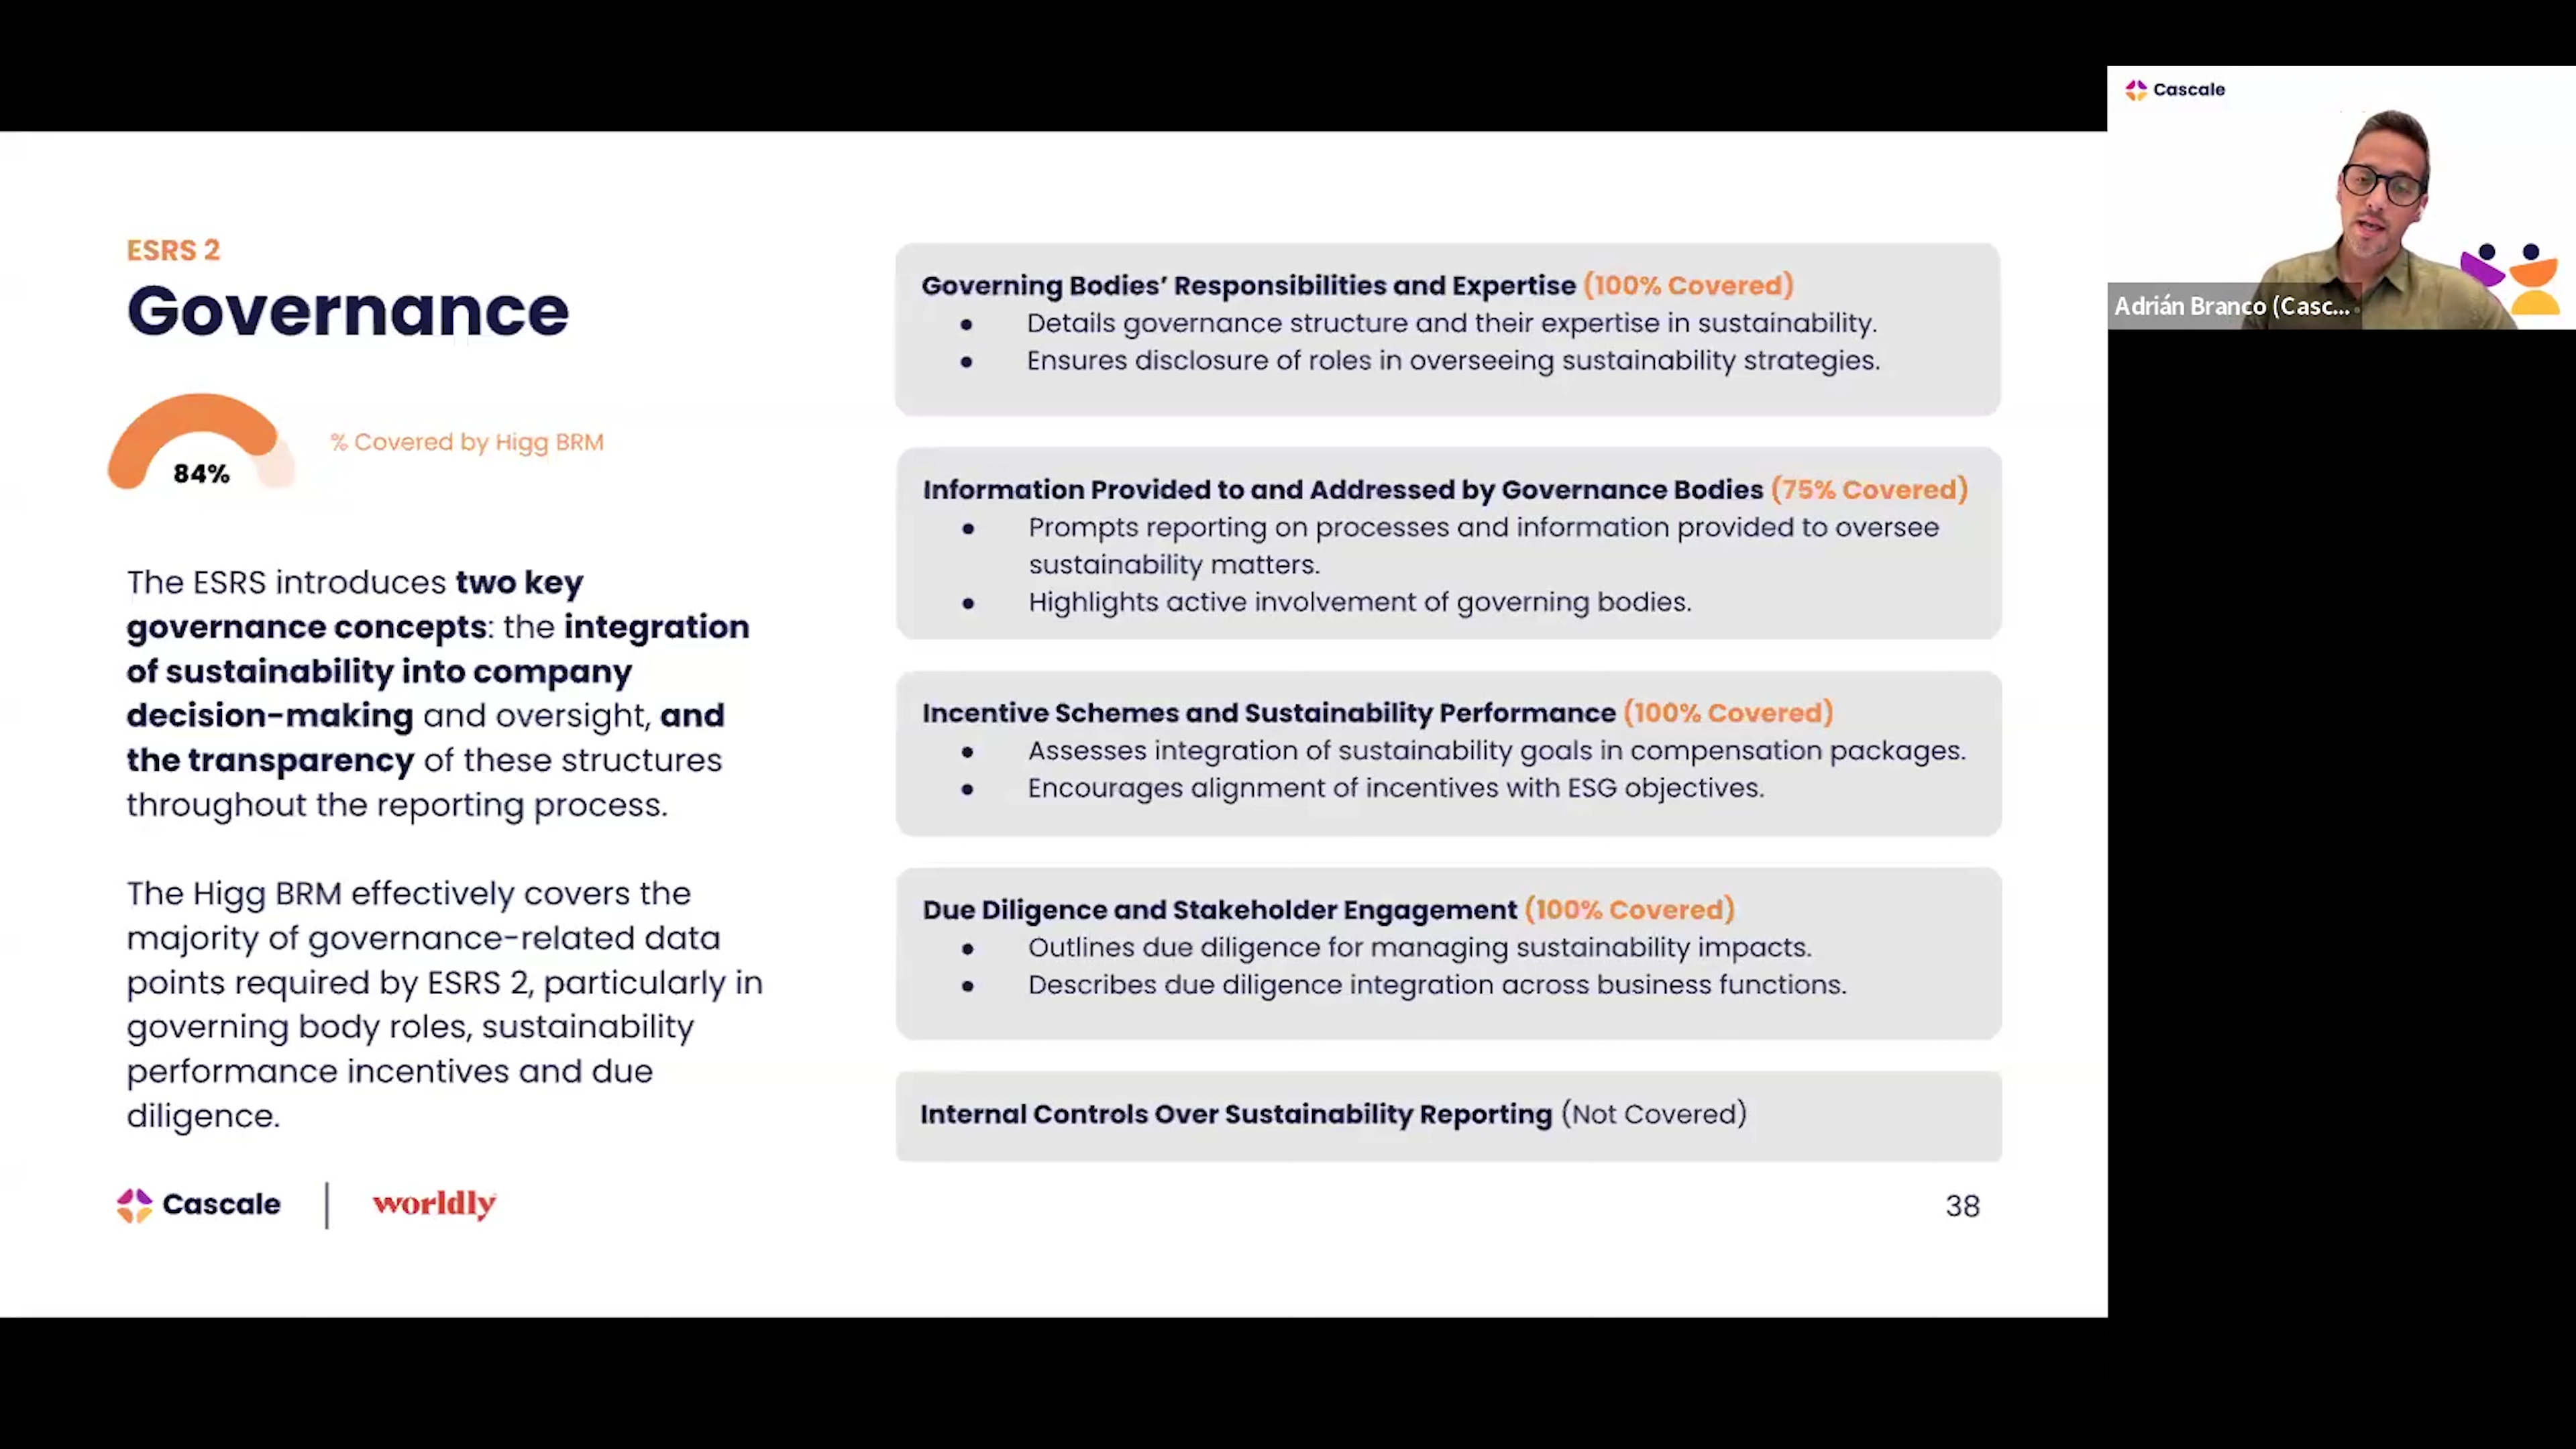 ESRS 2
Governance
84%
% Covered by Higg BRM
The ESRS introduces two key
governance concepts: the integration
of sustainability into company
decision-making and oversight, and
the transparency of these structures
throughout the reporting process.
The Higg BRM effectively covers the
majority of governance-related data
points required by ESRS 2, particularly in
governing body roles, sustainability
performance incentives and due
diligence.
Governing Bodies’ Responsibilities and Expertise (100% Covered)
● Details governance structure and their expertise in sustainability.
● Ensures disclosure of roles in overseeing sustainability strategies.
Information Provided to and Addressed by Governance Bodies (75% Covered)
● Prompts reporting on processes and information provided to oversee
sustainability matters.
● Highlights active involvement of governing bodies.
Incentive Schemes and Sustainability Performance (100% Covered)
● Assesses integration of sustainability goals in compensation packages.
● Encourages alignment of incentives with ESG objectives.
Due Diligence and Stakeholder Engagement (100% Covered)
● Outlines due diligence for managing sustainability impacts.
● Describes due diligence integration across business functions.
Internal Controls Over Sustainability Reporting (Not Covered)
Cascale | worldly
38
Cascale
Adrián Branco (Casc...